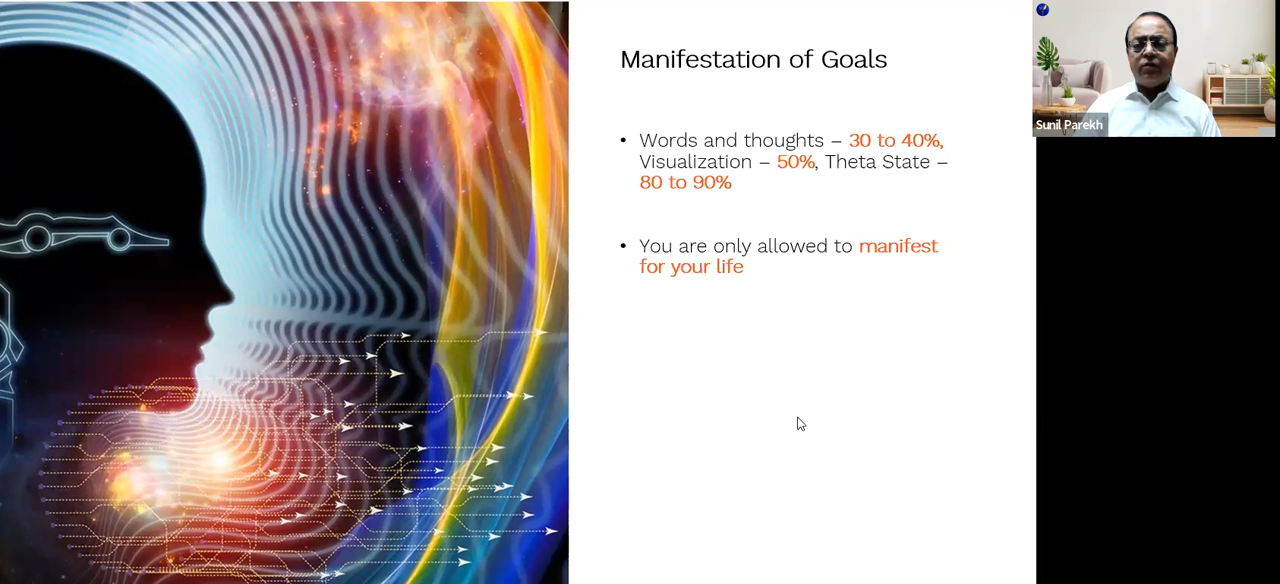 Manifestation of Goals
• Words and thoughts – 30 to 40%,
Visualization – 50%, Theta State –
80 to 90%
• You are only allowed to manifest
for your life
Sunil Parekh